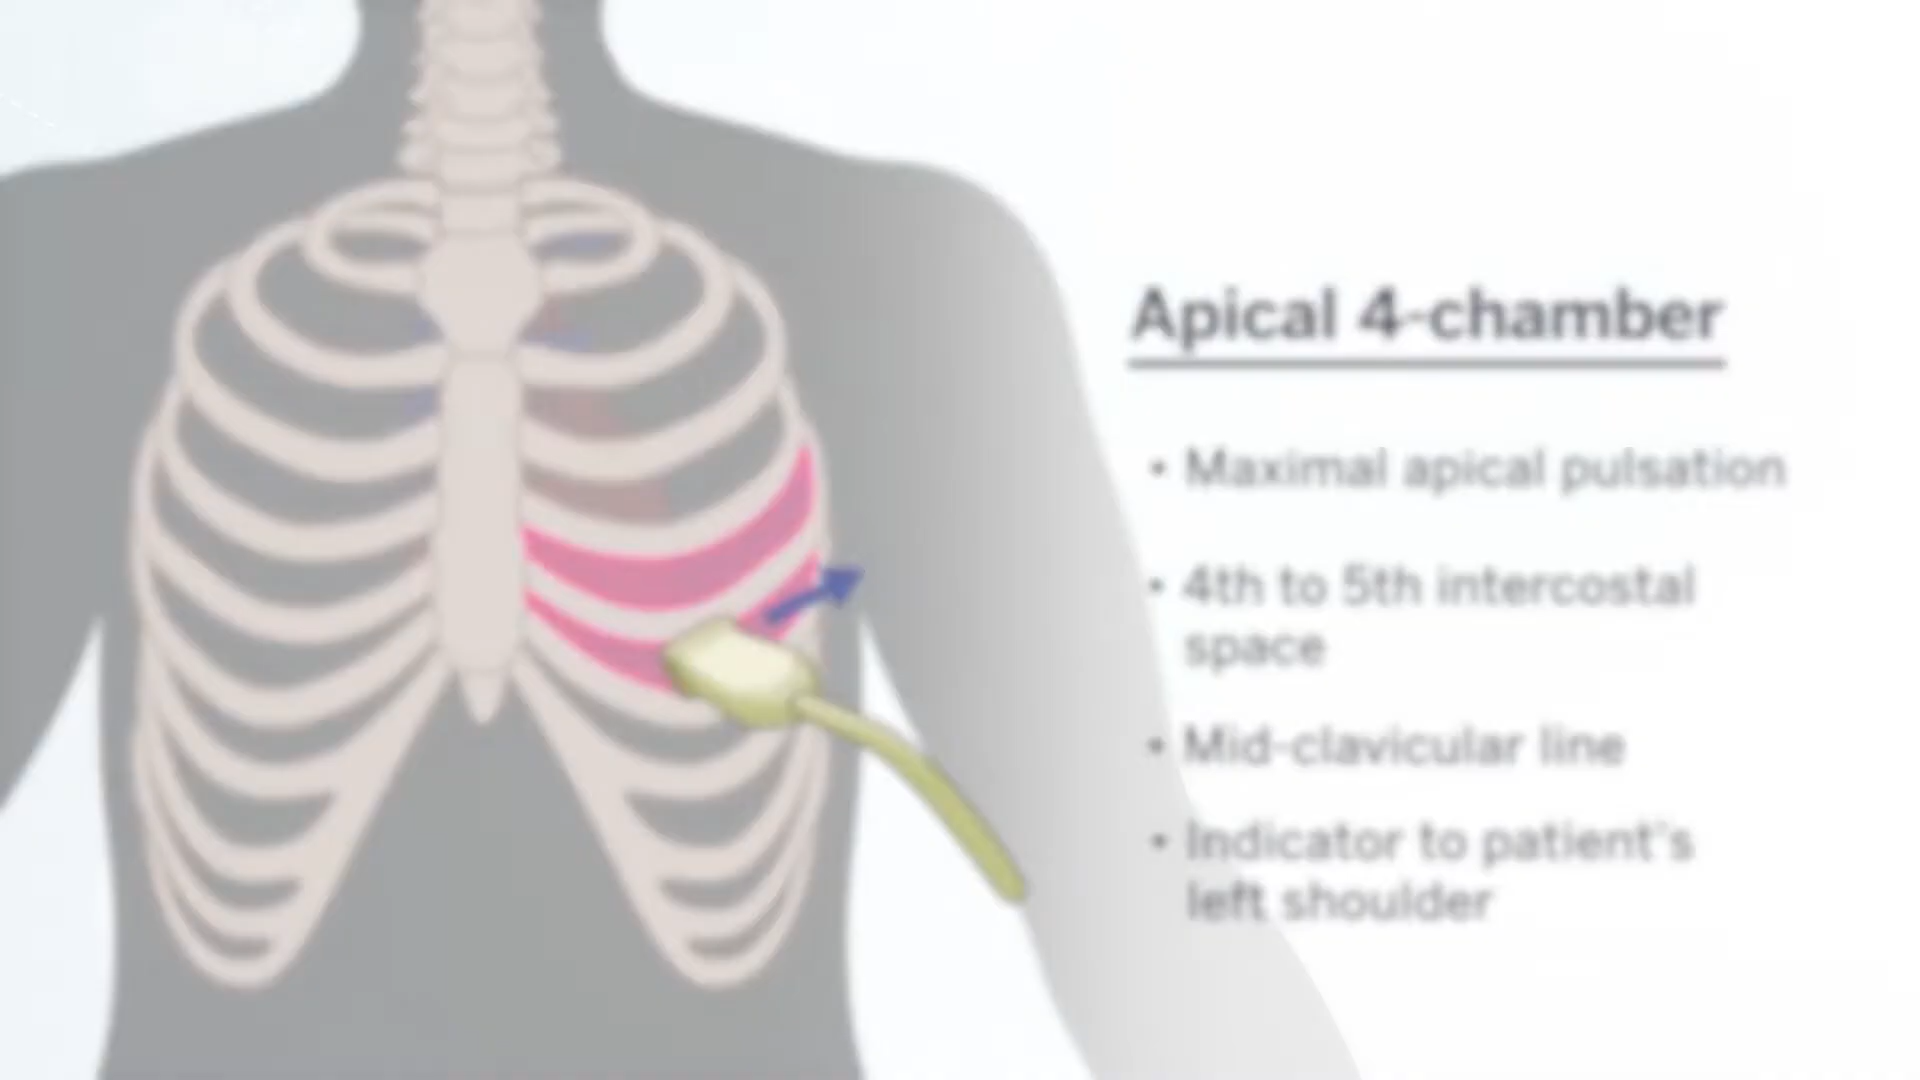 Apical 4-chamber
• Maximal apical pulsation
• 4th to 5th intercostal
space
• Mid-clavicular line
• Indicator to patient's
left shoulder